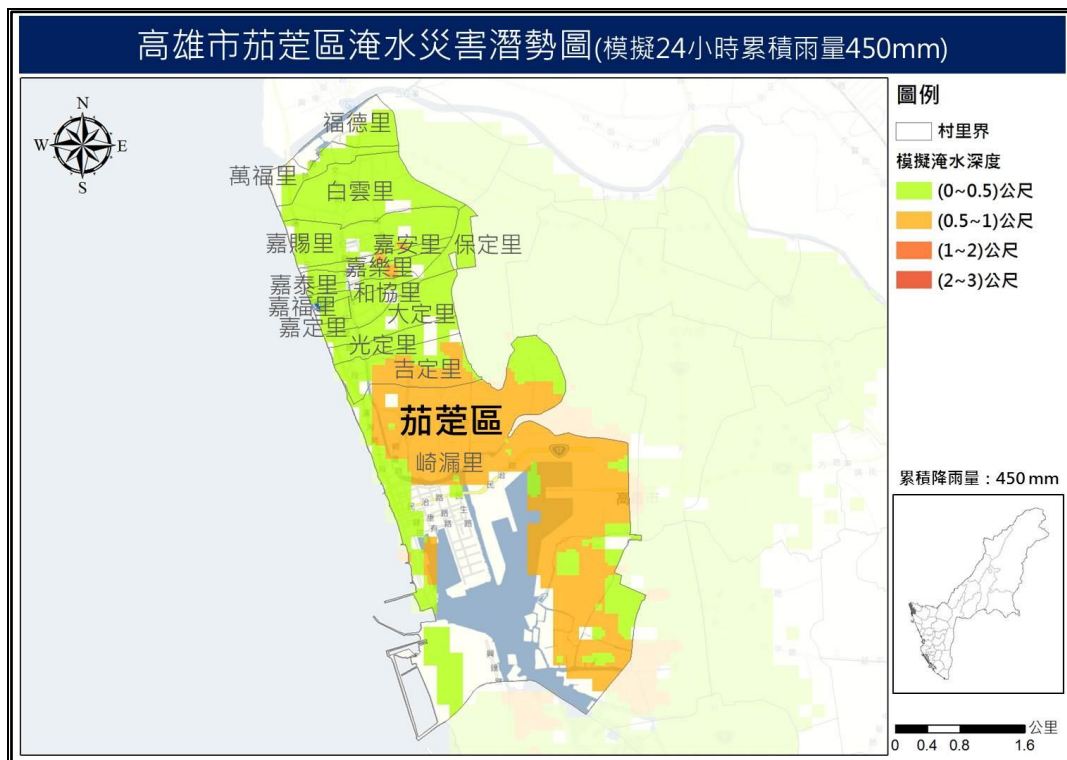 高雄市茄萣區淹水災害潛勢圖(模擬24小時累積雨量450mm)
N
W
E
S
福德里
萬福里
白雲里
嘉賜里
嘉安里
保定里
嘉樂里
嘉泰里
和協里
嘉福里
大定里
嘉定里
光定里
吉定里
茄萣區
崎漏里
圖例
村里界
模擬淹水深度
(0~0.5)公尺
(0.5~1)公尺
(1~2)公尺
(2~3)公尺
累積降雨量：450 mm
公里
0 0.4 0.8 1.6